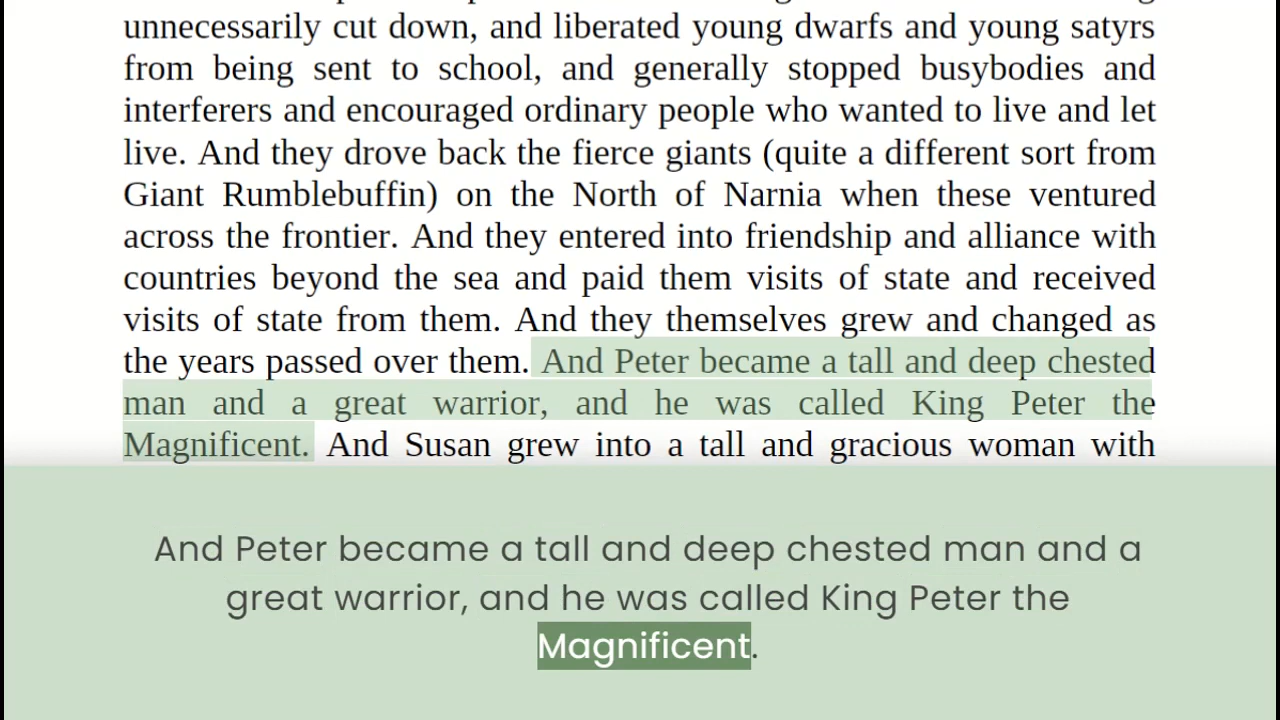 unnecessarily cut down, and liberated young dwarfs and young satyrs
from being sent to school, and generally stopped busybodies and
interferers and encouraged ordinary people who wanted to live and let
live. And they drove back the fierce giants (quite a different sort from
Giant Rumblebuffin) on the North of Narnia when these ventured
across the frontier. And they entered into friendship and alliance with
countries beyond the sea and paid them visits of state and received
visits of state from them. And they themselves grew and changed as
the years passed over them. And Peter became a tall and deep chested
man and a great warrior, and he was called King Peter the
Magnificent. And Susan grew into a tall and gracious woman with
And Peter became a tall and deep chested man and a
great warrior, and he was called King Peter the
Magnificent.